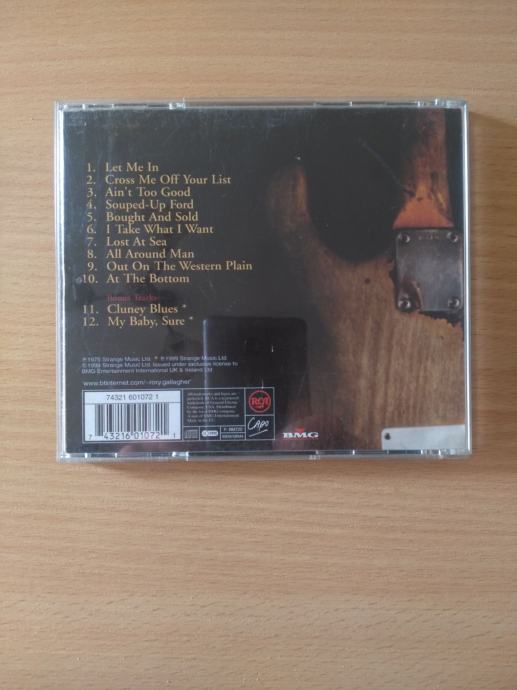 1. Let Me In
2. Cross Me Off Your List
3. Ain't Too Good
4. Souped-Up Ford
5. Bought And Sold
6. I Take What I Want
7. Lost At Sea
8. All Around Man
9. Out On The Western Plain
10. At The Bottom
Bonus Tracks
11. Cluney Blues *
12. My Baby, Sure *
℗ 1975 Strange Music Ltd. * ℗ 1999 Strange Music Ltd.
© 1999 Strange Music Ltd. Issued under exclusive license to
BMG Entertainment International UK & Ireland Ltd
www.btinternet.com/~rory.gallagher/
74321 601072 1
7 43216 01072 1
RCA
Capo
BMG